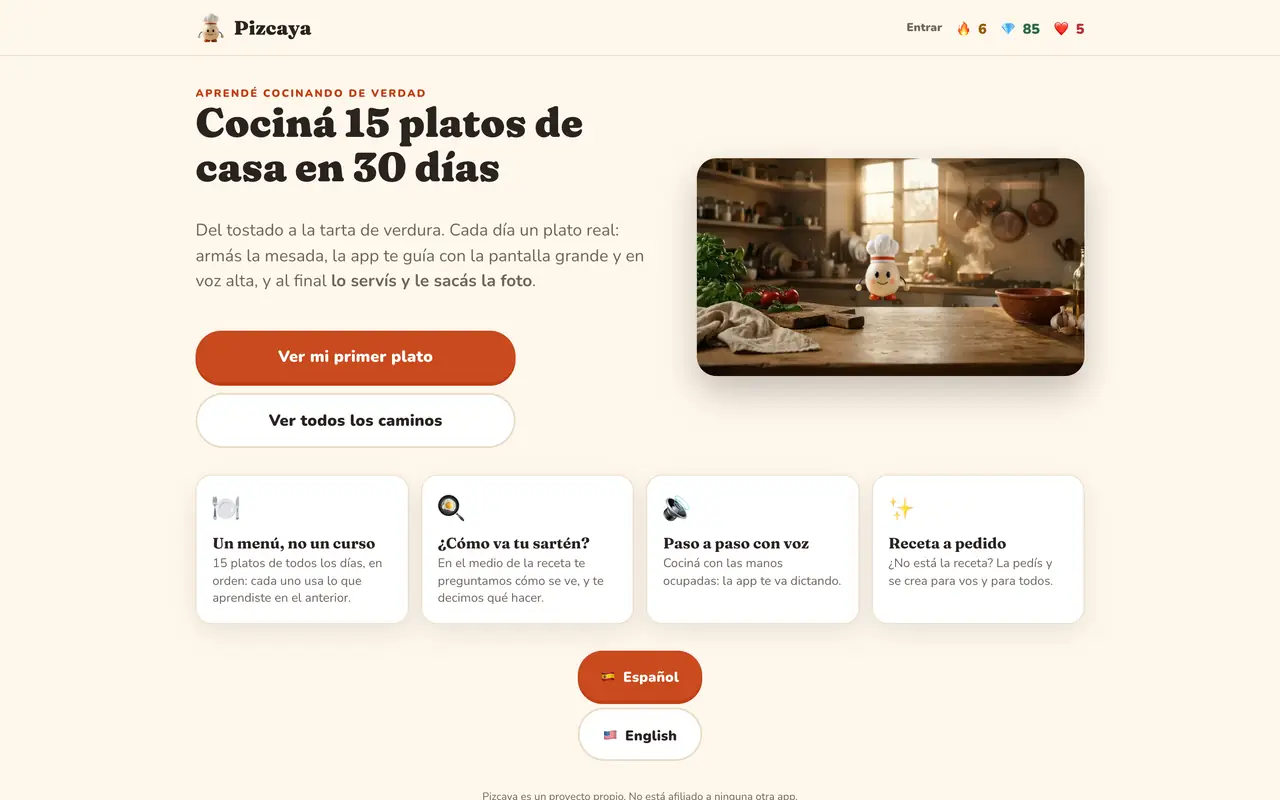 Pizcaya
Entrar 🔥 6 💎 85 ❤️ 5
APRENDÉ COCINANDO DE VERDAD
Cociná 15 platos de
casa en 30 días
Del tostado a la tarta de verdura. Cada día un plato real:
armás la mesada, la app te guía con la pantalla grande y en
voz alta, y al final lo servís y le sacás la foto.
Ver mi primer plato
Ver todos los caminos
Un menú, no un curso
15 platos de todos los días, en
orden: cada uno usa lo que
aprendiste en el anterior.
¿Cómo va tu sartén?
En el medio de la receta te
preguntamos cómo se ve, y te
decimos qué hacer.
Paso a paso con voz
Cociná con las manos
ocupadas: la app te va dictando.
Receta a pedido
¿No está la receta? La pedís y
se crea para vos y para todos.
Español
English
Pizcaya es un proyecto propio. No está afiliado a ninguna otra app.